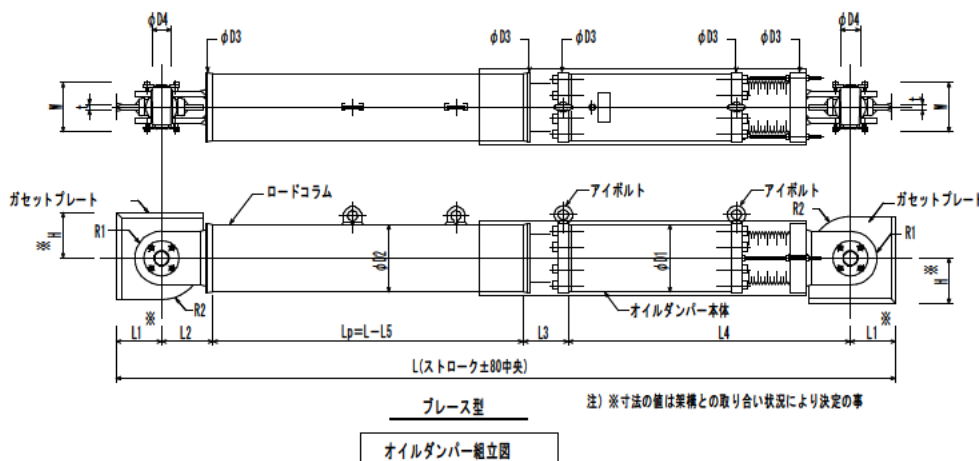 φD4
φD3
φD3
φD3
φD3
φD3
φD4
W
t
t
W
ガセットプレート
ロードコラム
アイボルト
アイボルト
ガセットプレート
R2
R1
R1
※
H
φD2
φD1
H
※
R2
オイルダンパー本体
※
※
L1
L2
Lp=L-L5
L3
L4
L1
L(ストローク±80中央)
ブレース型
注）※寸法の値は架構との取り合い状況により決定の事
オイルダンパー組立図